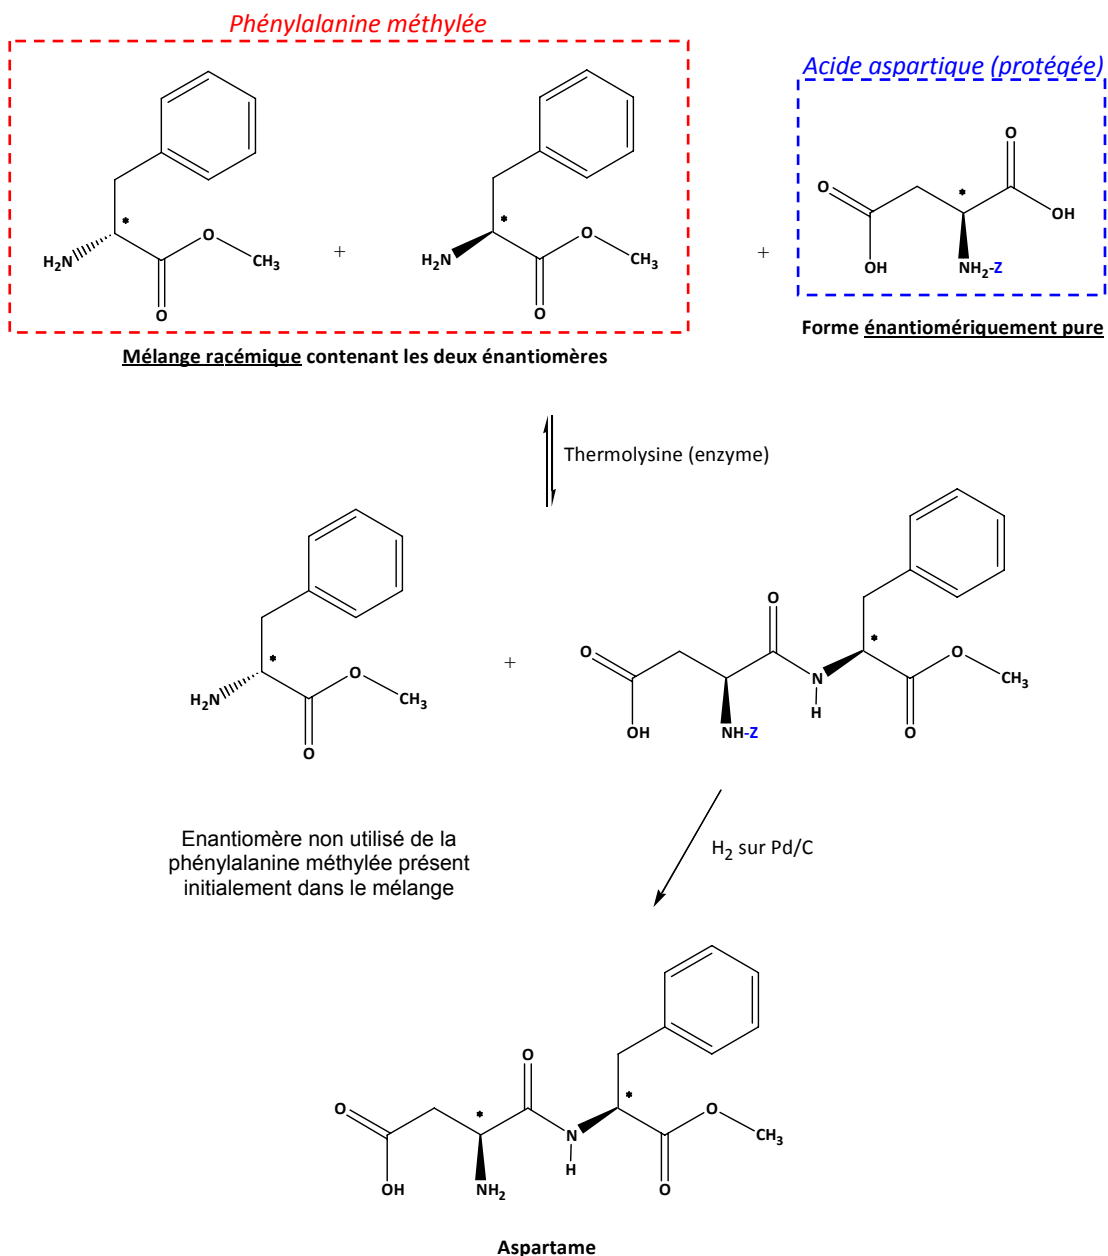 Phénylalanine méthylée
Acide aspartique (protégée)
* O CH3 H2N O
+
* O CH3 H2N O
+
O * O OH OH NH2-Z
Forme énantiomériquement pure
Mélange racémique contenant les deux énantiomères
Thermolysine (enzyme)
* O CH3 H2N O
+
O O * O CH3 N H OH NH-Z O
Enantiomère non utilisé de la
phénylalanine méthylée présent
initialement dans le mélange
H2 sur Pd/C
O O * * O CH3 N H OH NH2 O
Aspartame